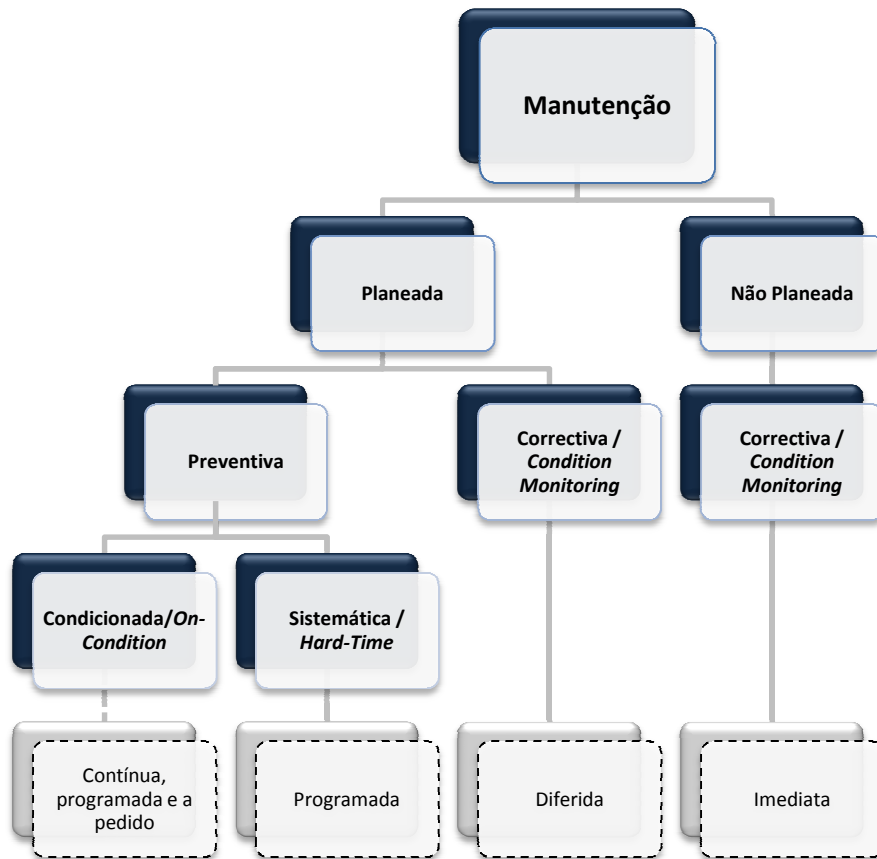 Manutenção
Planeada
Não Planeada
Preventiva
Correctiva /
Condition
Monitoring
Correctiva /
Condition
Monitoring
Condicionada/On-
Condition
Sistemática /
Hard-Time
Contínua,
programada e a
pedido
Programada
Diferida
Imediata